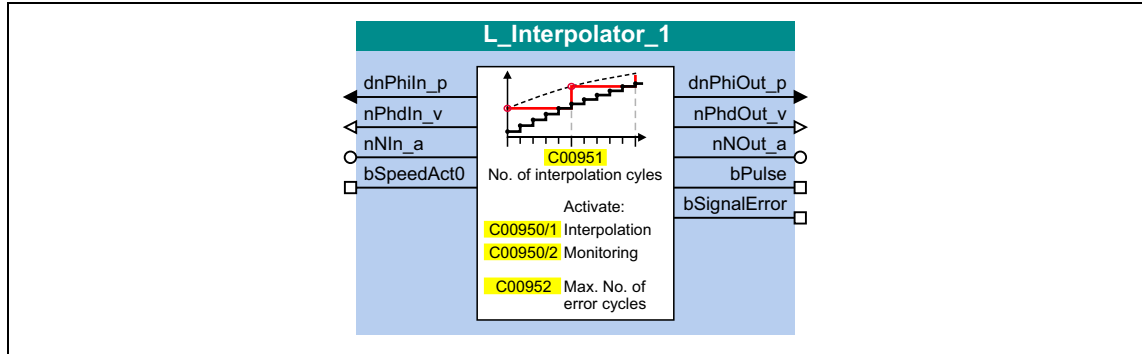 L_Interpolator_1
dnPhiIn_p
nPhdIn_v
nNIn_a
bSpeedAct0
C00951
No. of interpolation cyles
Activate:
C00950/1 Interpolation
C00950/2 Monitoring
C00952 Max. No. of
error cycles
dnPhiOut_p
nPhdOut_v
nNOut_a
bPulse
bSignalError